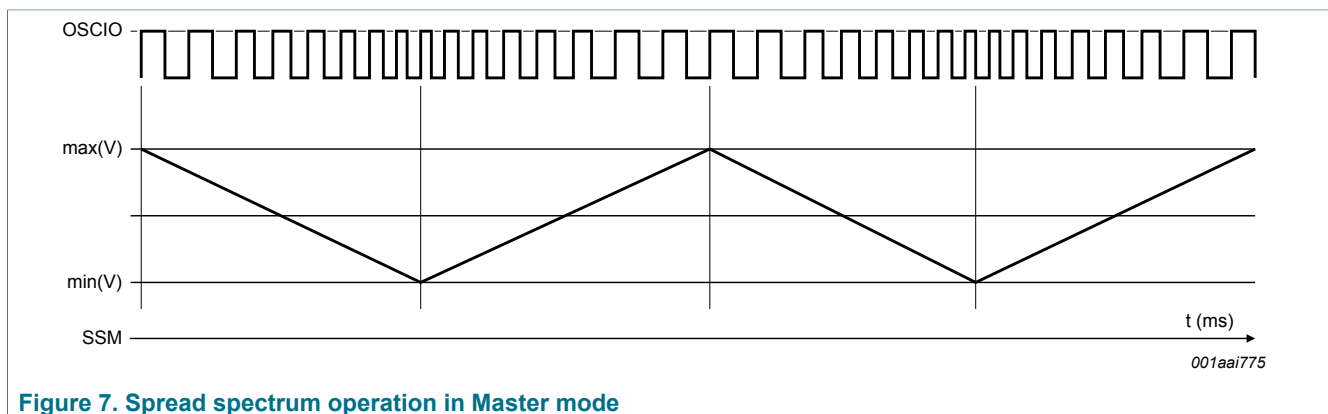 OSCIO
max(V)
min(V)
SSM
t (ms)
001aai775
Figure 7. Spread spectrum operation in Master mode